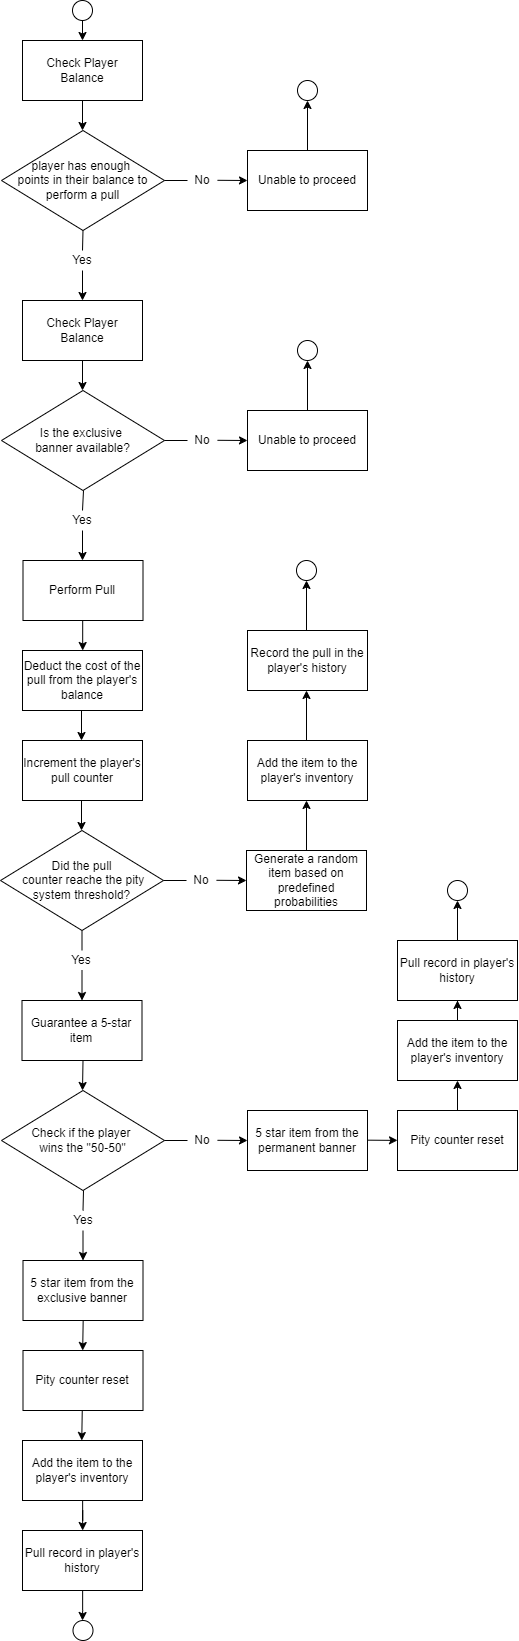 Check Player
Balance
player has enough
points in their balance to
perform a pull
No
Unable to proceed
Yes
Check Player
Balance
Is the exclusive
banner available?
No
Unable to proceed
Yes
Perform Pull
Deduct the cost of the
pull from the player's
balance
Increment the player's
pull counter
Did the pull
counter reache the pity
system threshold?
No
Generate a random
item based on
predefined
probabilities
Add the item to the
player's inventory
Record the pull in the
player's history
Yes
Guarantee a 5-star
item
Check if the player
wins the "50-50"
No
5 star item from the
permanent banner
Pity counter reset
Add the item to the
player's inventory
Pull record in player's
history
Yes
5 star item from the
exclusive banner
Pity counter reset
Add the item to the
player's inventory
Pull record in player's
history